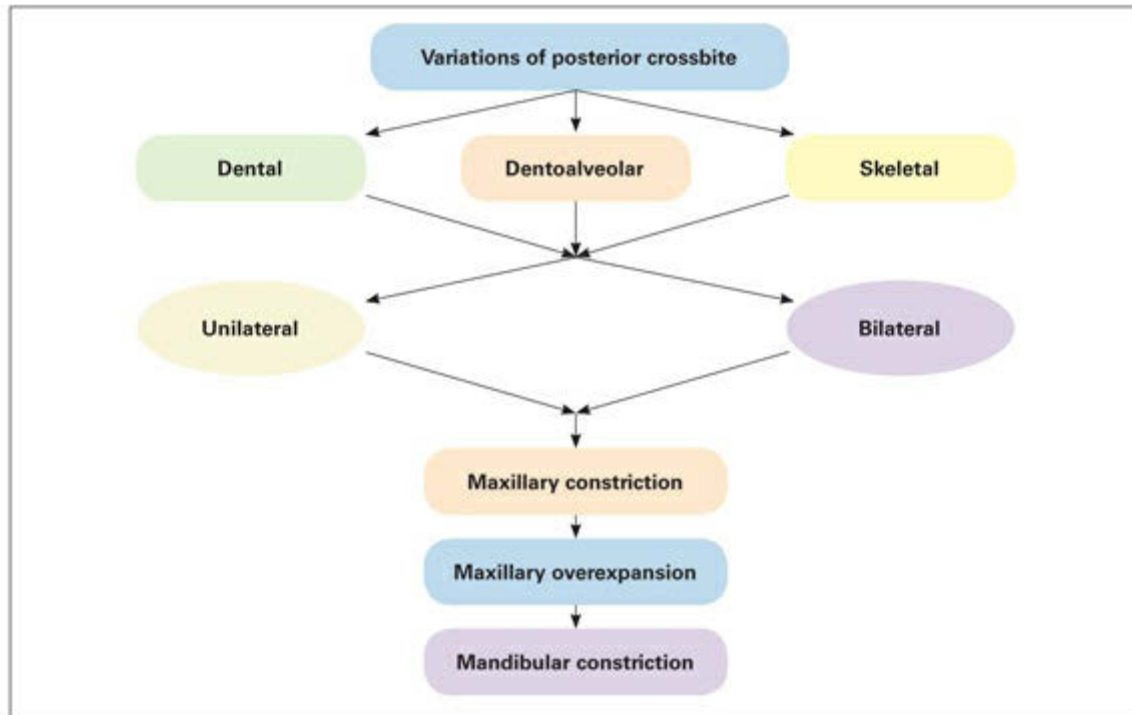 Variations of posterior crossbite
Dental
Dentoalveolar
Skeletal
Unilateral
Bilateral
Maxillary constriction
Maxillary overexpansion
Mandibular constriction